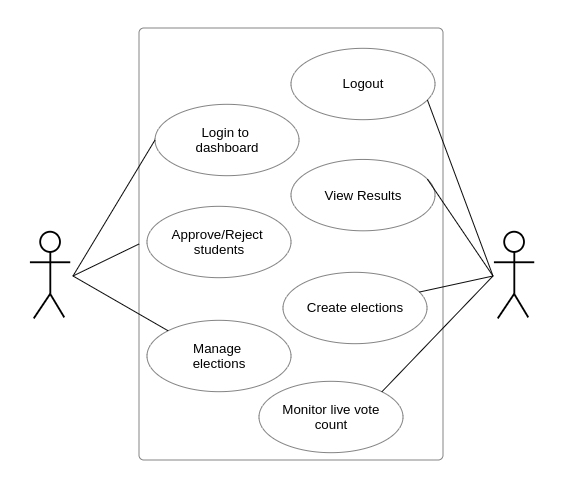 Logout
Login to
dashboard
View Results
Approve/Reject
students
Create elections
Manage
elections
Monitor live vote
count